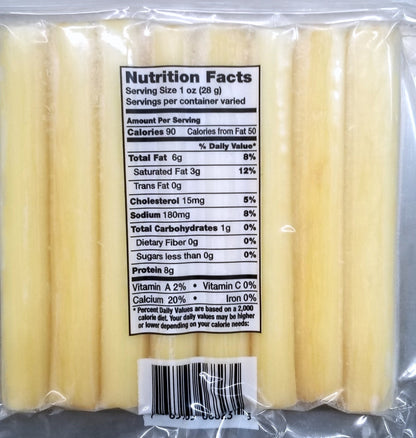 Nutrition Facts
Serving Size 1 oz (28 g)
Servings per container varied
Amount Per Serving
Calories 90 Calories from Fat 50
% Daily Value*
Total Fat 6g 8%
Saturated Fat 3g 12%
Trans Fat 0g
Cholesterol 15mg 5%
Sodium 180mg 8%
Total Carbohydrates 1g 0%
Dietary Fiber 0g 0%
Sugars less than 0g 0%
Protein 8g
Vitamin A 2% • Vitamin C 0%
Calcium 20% • Iron 0%
* Percent Daily Values are based on a 2,000
calorie diet. Your daily values may be higher
or lower depending on your calorie needs: